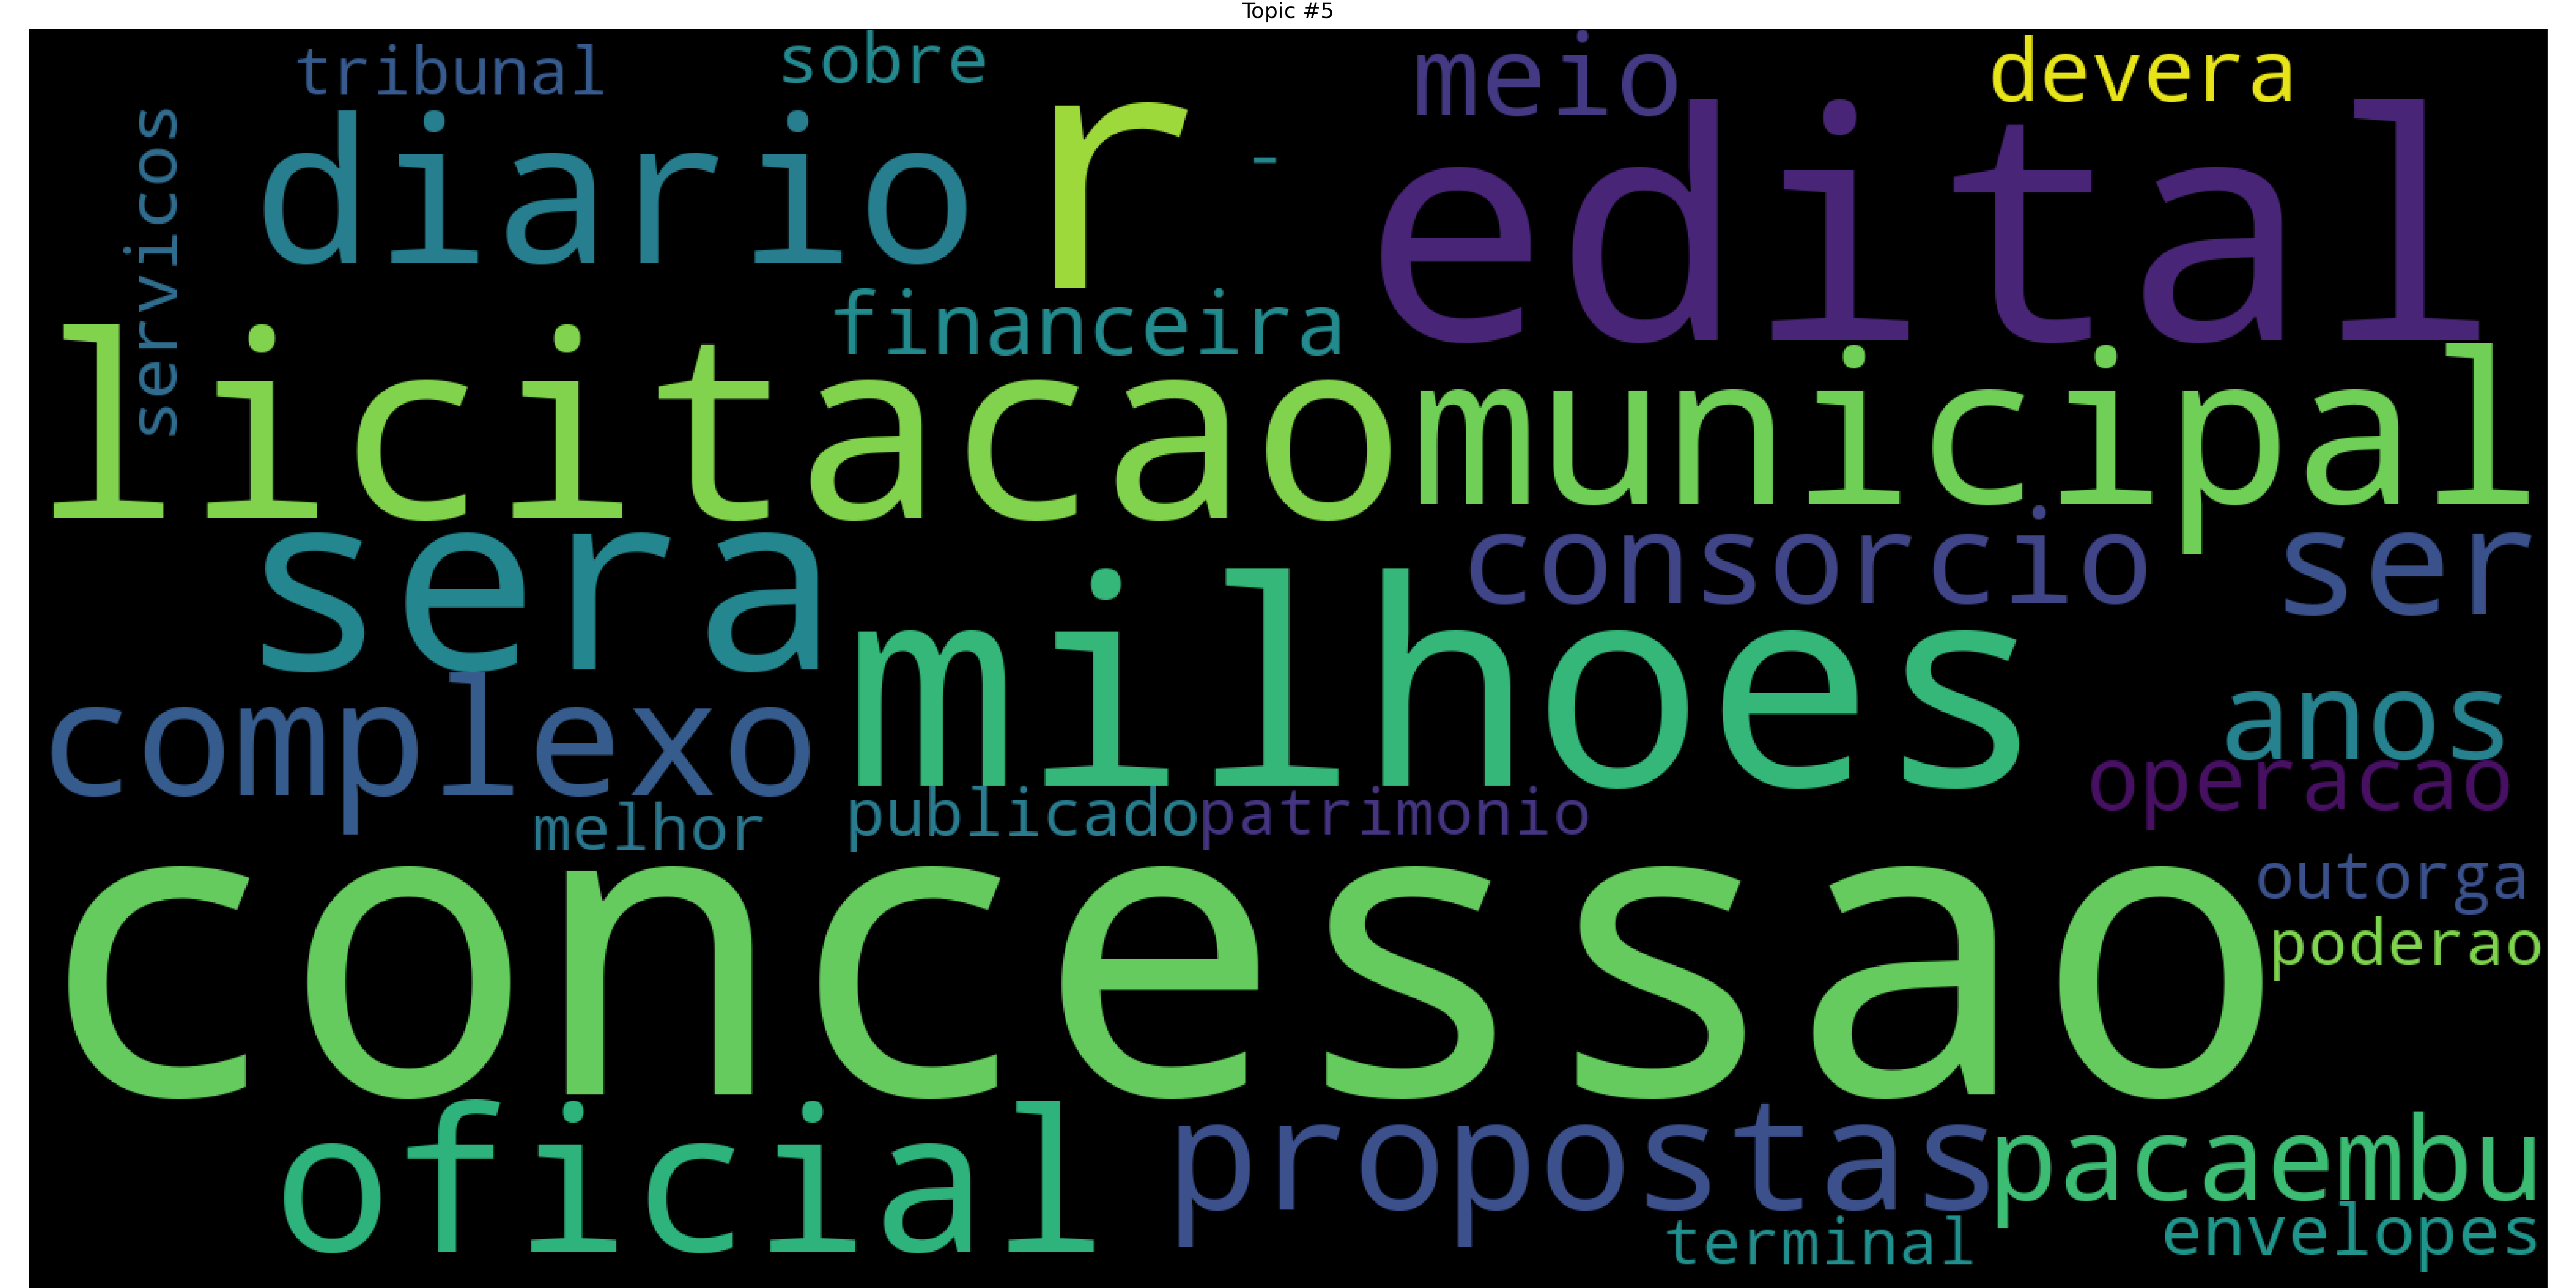 Topic #5
tribunal
sobre
meio
devera
servicos
diario
r
-
edital
financeira
licitacao
municipal
sera
consorcio
ser
milhoes
complexo
anos
operacao
melhor
publicado
patrimonio
concessao
outorga
poderao
oficial
propostas
pacaembu
terminal
envelopes